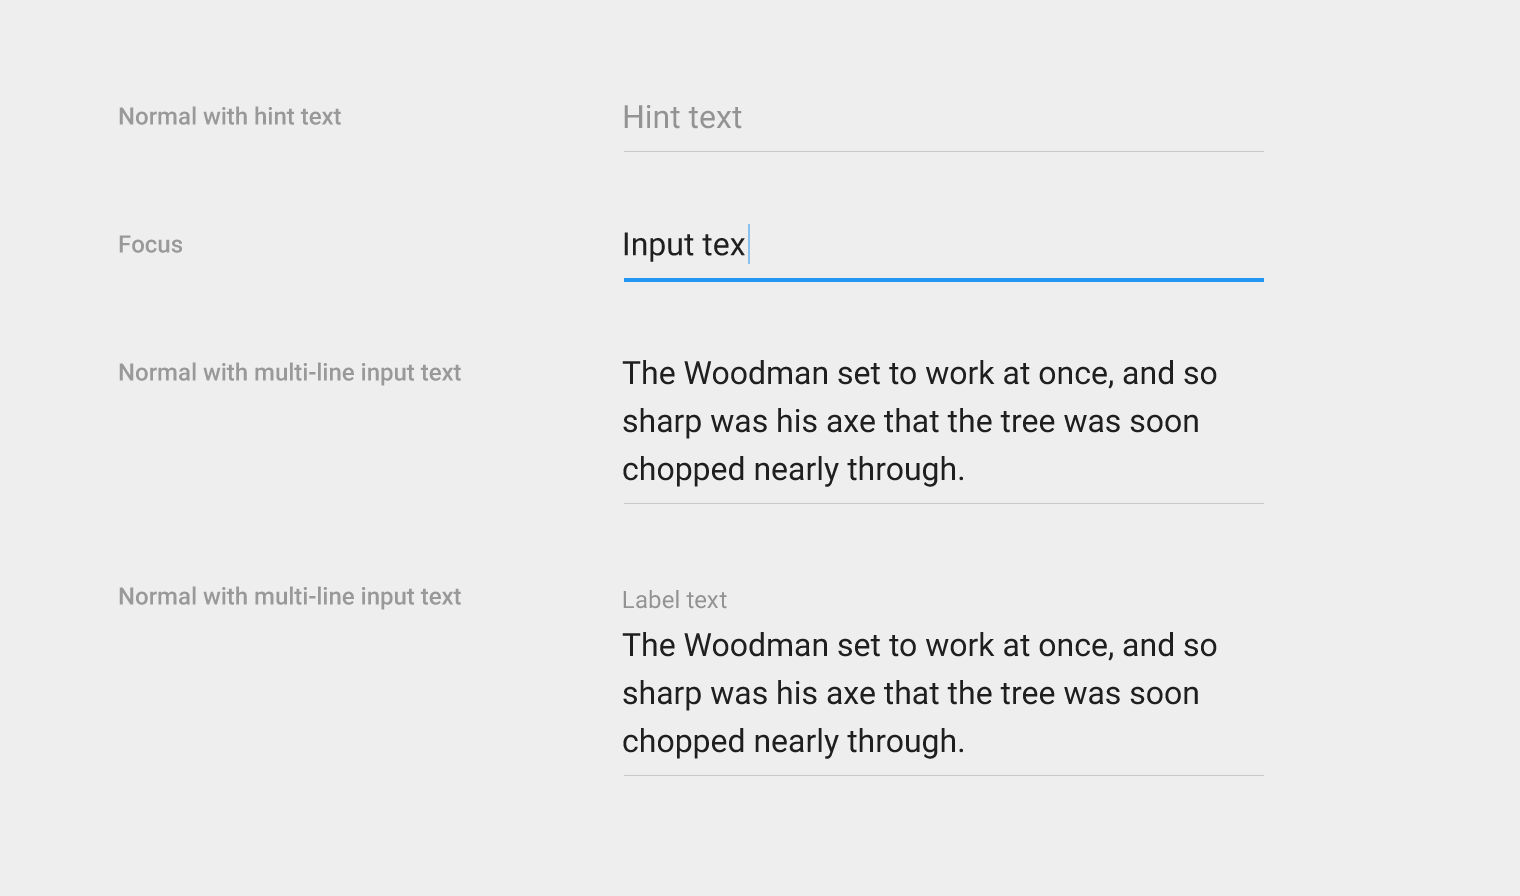 Normal with hint text
Hint text
Focus
Input tex
Normal with multi-line input text
The Woodman set to work at once, and so
sharp was his axe that the tree was soon
chopped nearly through.
Normal with multi-line input text
Label text
The Woodman set to work at once, and so
sharp was his axe that the tree was soon
chopped nearly through.